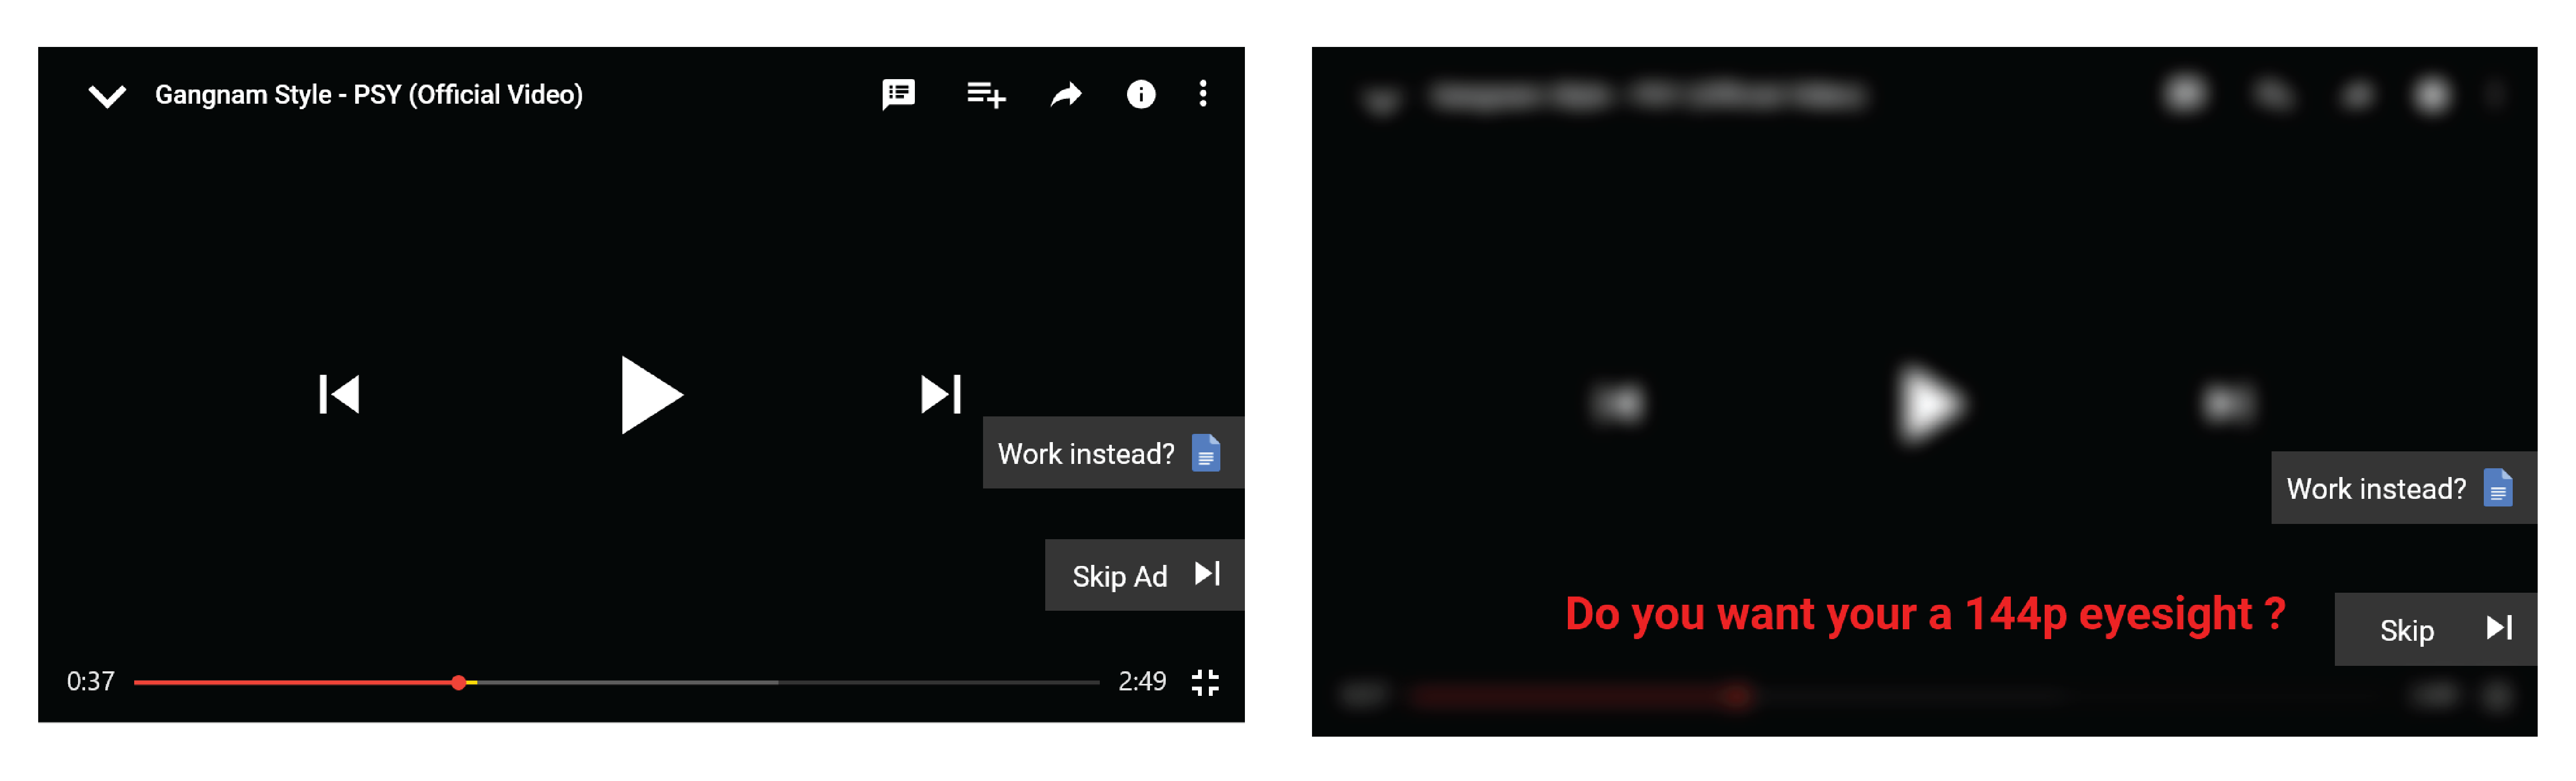 Gangnam Style - PSY (Official Video)
Work instead?
Skip Ad
0:37
2:49
Work instead?
Do you want your a 144p eyesight ?
Skip